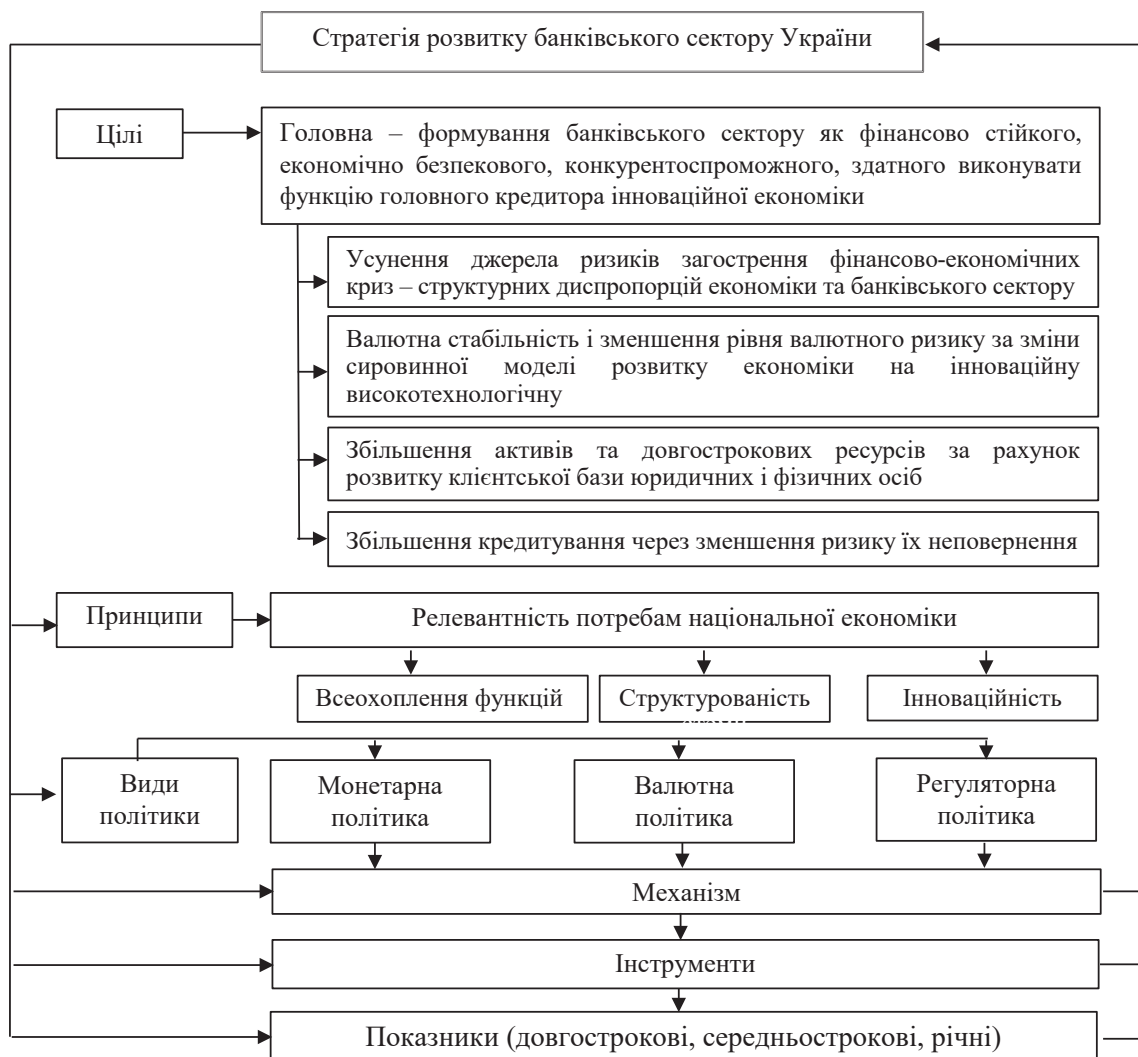 Стратегія розвитку банківського сектору України
Цілі
Головна – формування банківського сектору як фінансово стійкого,
економічно безпекового, конкурентоспроможного, здатного виконувати
функцію головного кредитора інноваційної економіки
Усунення джерела ризиків загострення фінансово-економічних
криз – структурних диспропорцій економіки та банківського сектору
Валютна стабільність і зменшення рівня валютного ризику за зміни
сировинної моделі розвитку економіки на інноваційну
високотехнологічну
Збільшення активів та довгострокових ресурсів за рахунок
розвитку клієнтської бази юридичних і фізичних осіб
Збільшення кредитування через зменшення ризику їх неповернення
Принципи
Релевантність потребам національної економіки
Всеохоплення функцій
Структурованість
Інноваційність
Види
політики
Монетарна
політика
Валютна
політика
Регуляторна
політика
Механізм
Інструменти
Показники (довгострокові, середньострокові, річні)